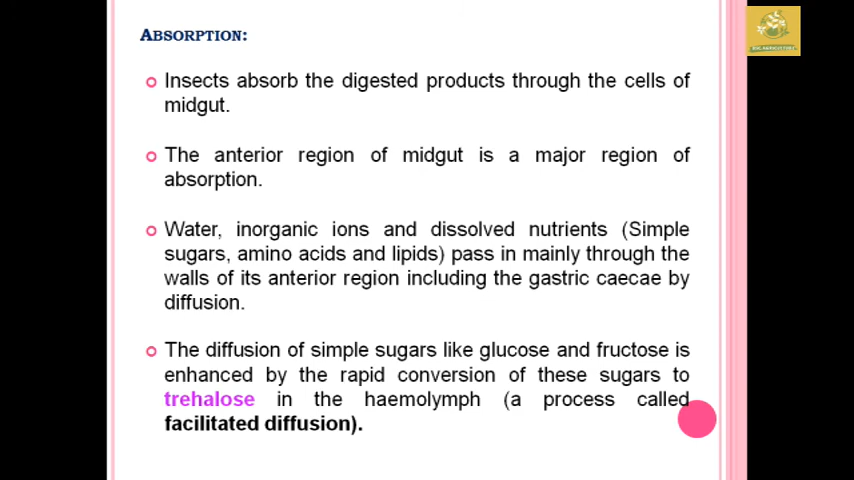 ABSORPTION:
Insects absorb the digested products through the cells of
midgut.
The anterior region of midgut is a major region of
absorption.
Water, inorganic ions and dissolved nutrients (Simple
sugars, amino acids and lipids) pass in mainly through the
walls of its anterior region including the gastric caecae by
diffusion.
The diffusion of simple sugars like glucose and fructose is
enhanced by the rapid conversion of these sugars to
trehalose in the haemolymph (a process called
facilitated diffusion).